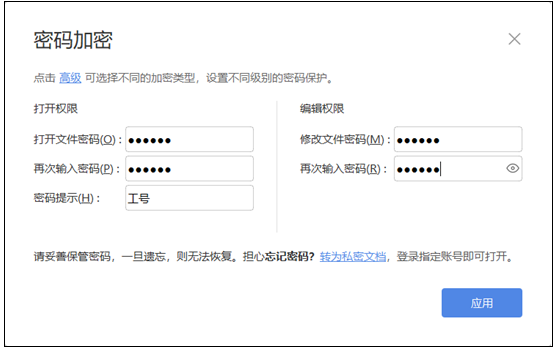 密码加密
点击 高级 可选择不同的加密类型，设置不同级别的密码保护。
打开权限
打开文件密码(O)：●●●●●●
再次输入密码(P)：●●●●●●
密码提示(H)：工号
编辑权限
修改文件密码(M)：●●●●●●
再次输入密码(R)：●●●●●●
请妥善保管密码，一旦遗忘，则无法恢复。担心忘记密码？转为私密文档，登录指定账号即可打开。
应用